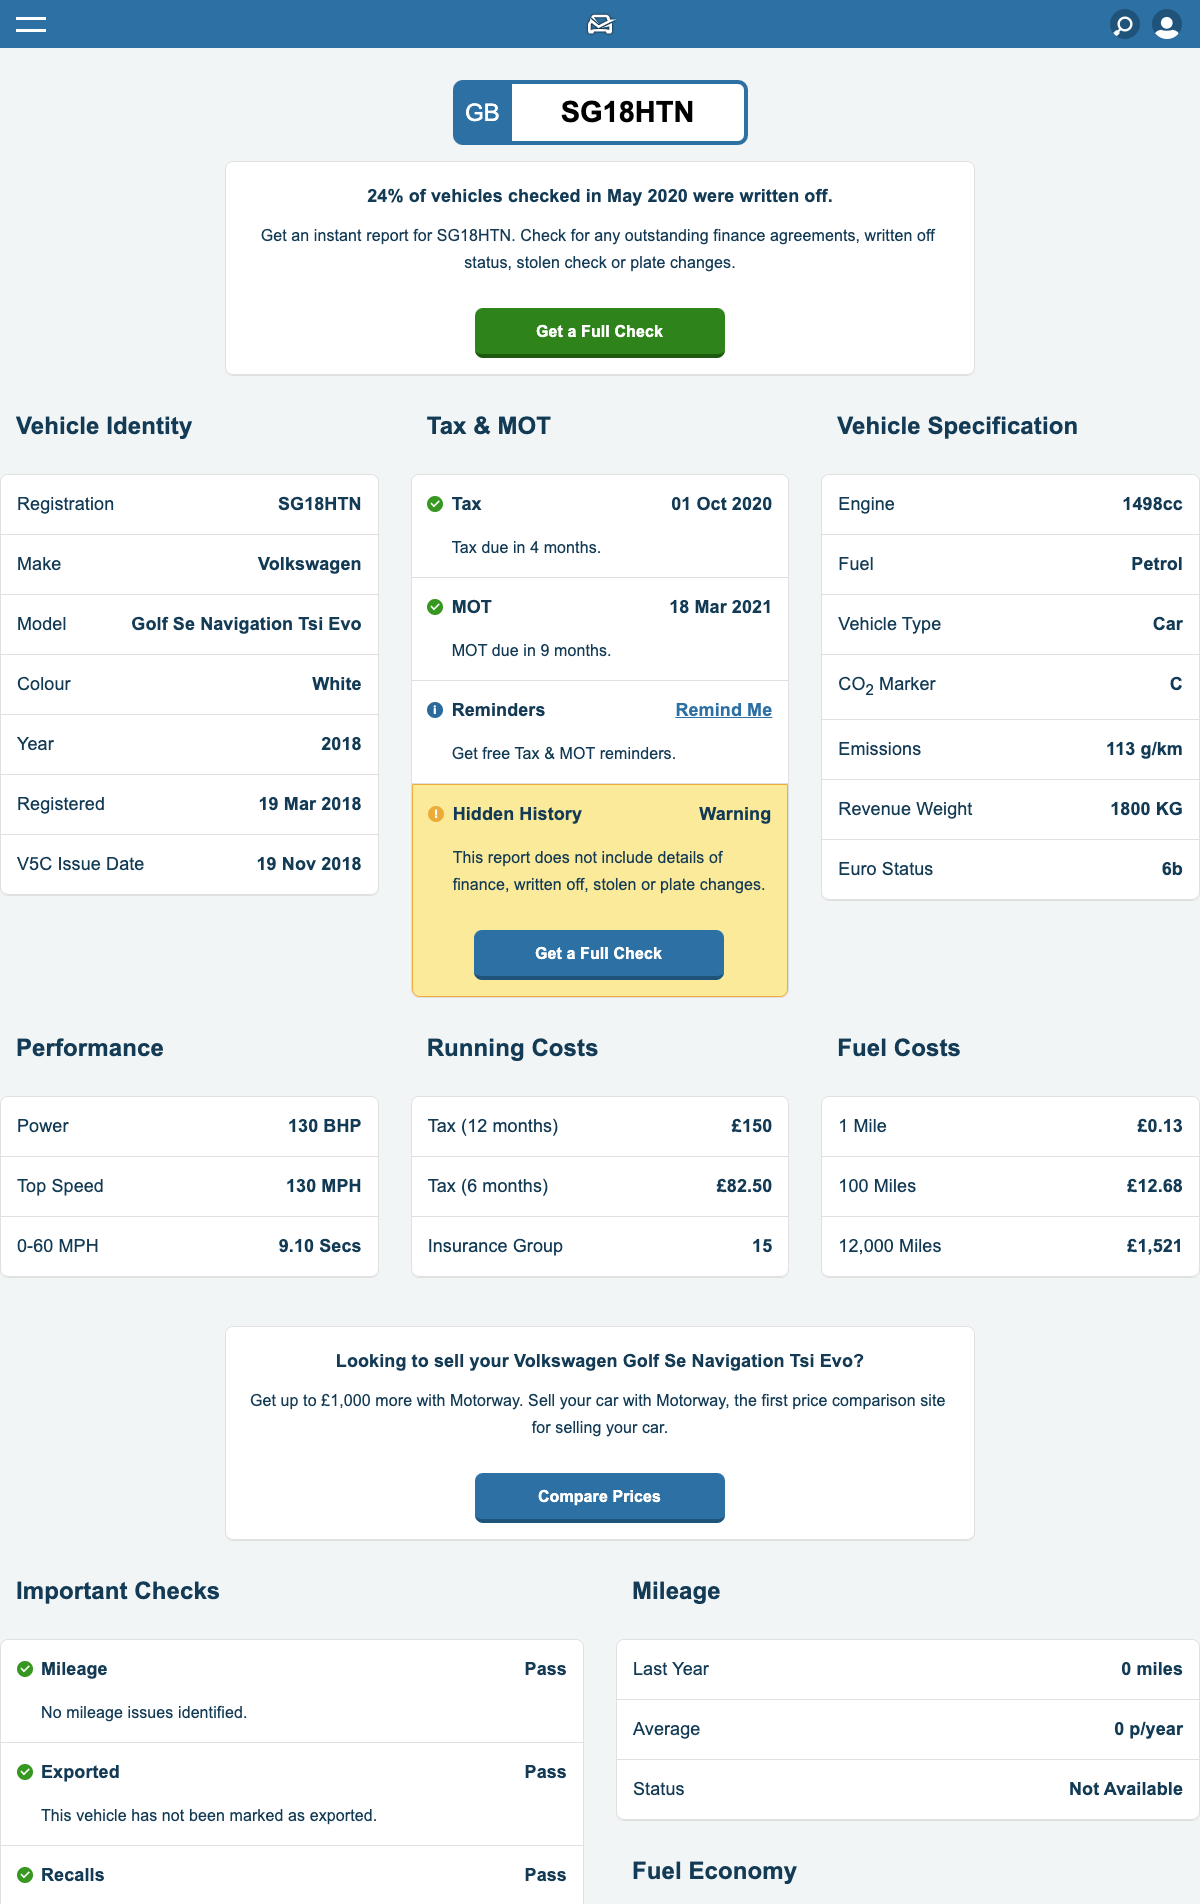 GB SG18HTN
24% of vehicles checked in May 2020 were written off.
Get an instant report for SG18HTN. Check for any outstanding finance agreements, written off
status, stolen check or plate changes.
Get a Full Check
Vehicle Identity
Registration SG18HTN
Make Volkswagen
Model Golf Se Navigation Tsi Evo
Colour White
Year 2018
Registered 19 Mar 2018
V5C Issue Date 19 Nov 2018
Tax & MOT
Tax 01 Oct 2020
Tax due in 4 months.
MOT 18 Mar 2021
MOT due in 9 months.
Reminders Remind Me
Get free Tax & MOT reminders.
Hidden History Warning
This report does not include details of
finance, written off, stolen or plate changes.
Get a Full Check
Vehicle Specification
Engine 1498cc
Fuel Petrol
Vehicle Type Car
CO₂ Marker C
Emissions 113 g/km
Revenue Weight 1800 KG
Euro Status 6b
Performance
Power 130 BHP
Top Speed 130 MPH
0-60 MPH 9.10 Secs
Running Costs
Tax (12 months) £150
Tax (6 months) £82.50
Insurance Group 15
Fuel Costs
1 Mile £0.13
100 Miles £12.68
12,000 Miles £1,521
Looking to sell your Volkswagen Golf Se Navigation Tsi Evo?
Get up to £1,000 more with Motorway. Sell your car with Motorway, the first price comparison site
for selling your car.
Compare Prices
Important Checks
Mileage Pass
No mileage issues identified.
Exported Pass
This vehicle has not been marked as exported.
Recalls Pass
Mileage
Last Year 0 miles
Average 0 p/year
Status Not Available
Fuel Economy